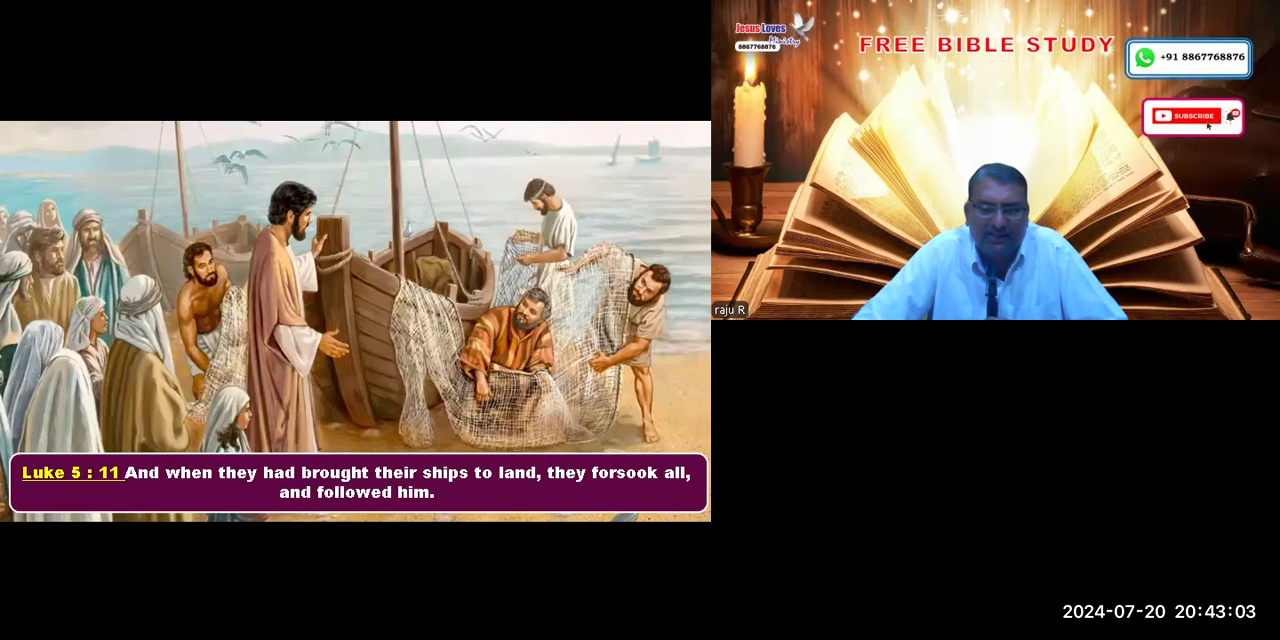 Luke 5 : 11 And when they had brought their ships to land, they forsook all,
and followed him.
Jesus Loves
Ministry
8867768876
FREE BIBLE STUDY
+91 8867768876
SUBSCRIBE
raju R
2024-07-20 20:43:03